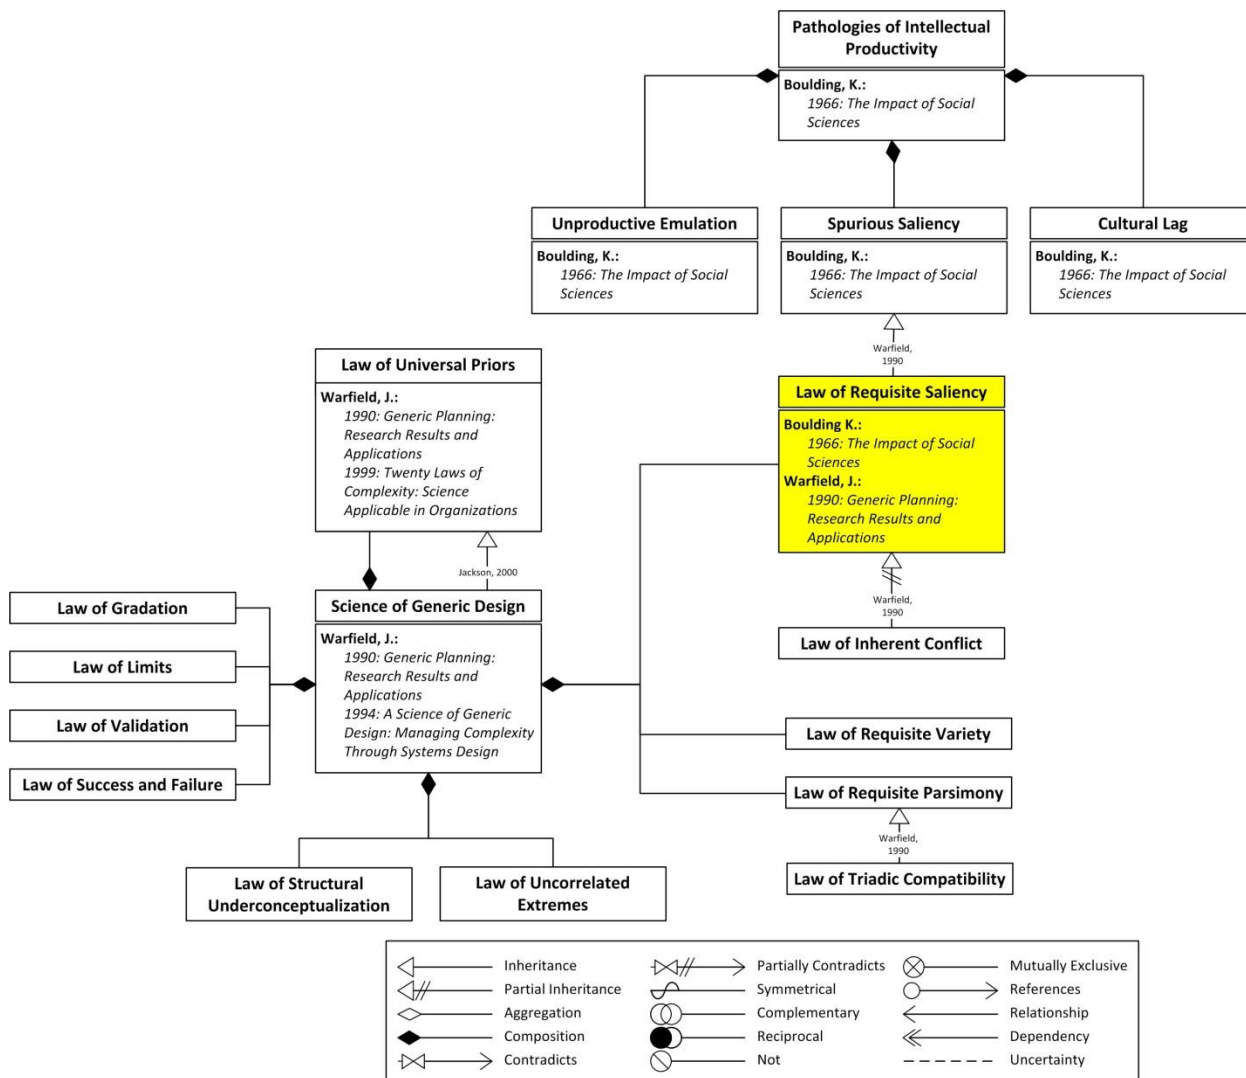 Pathologies of Intellectual
Productivity
Boulding, K.:
1966: The Impact of Social
Sciences
Unproductive Emulation
Boulding, K.:
1966: The Impact of Social
Sciences
Spurious Saliency
Boulding, K.:
1966: The Impact of Social
Sciences
Cultural Lag
Boulding, K.:
1966: The Impact of Social
Sciences
Warfield,
1990
Law of Universal Priors
Warfield, J.:
1990: Generic Planning:
Research Results and
Applications
1999: Twenty Laws of
Complexity: Science
Applicable in Organizations
Law of Requisite Saliency
Boulding K.:
1966: The Impact of Social
Sciences
Warfield, J.:
1990: Generic Planning:
Research Results and
Applications
Jackson, 2000
Warfield,
1990
Law of Gradation
Law of Limits
Law of Validation
Law of Success and Failure
Science of Generic Design
Warfield, J.:
1990: Generic Planning:
Research Results and
Applications
1994: A Science of Generic
Design: Managing Complexity
Through Systems Design
Law of Inherent Conflict
Law of Requisite Variety
Law of Requisite Parsimony
Warfield,
1990
Law of Triadic Compatibility
Law of Structural
Underconceptualization
Law of Uncorrelated
Extremes
Inheritance
Partial Inheritance
Aggregation
Composition
Contradicts
Partially Contradicts
Symmetrical
Complementary
Reciprocal
Not
Mutually Exclusive
References
Relationship
Dependency
Uncertainty